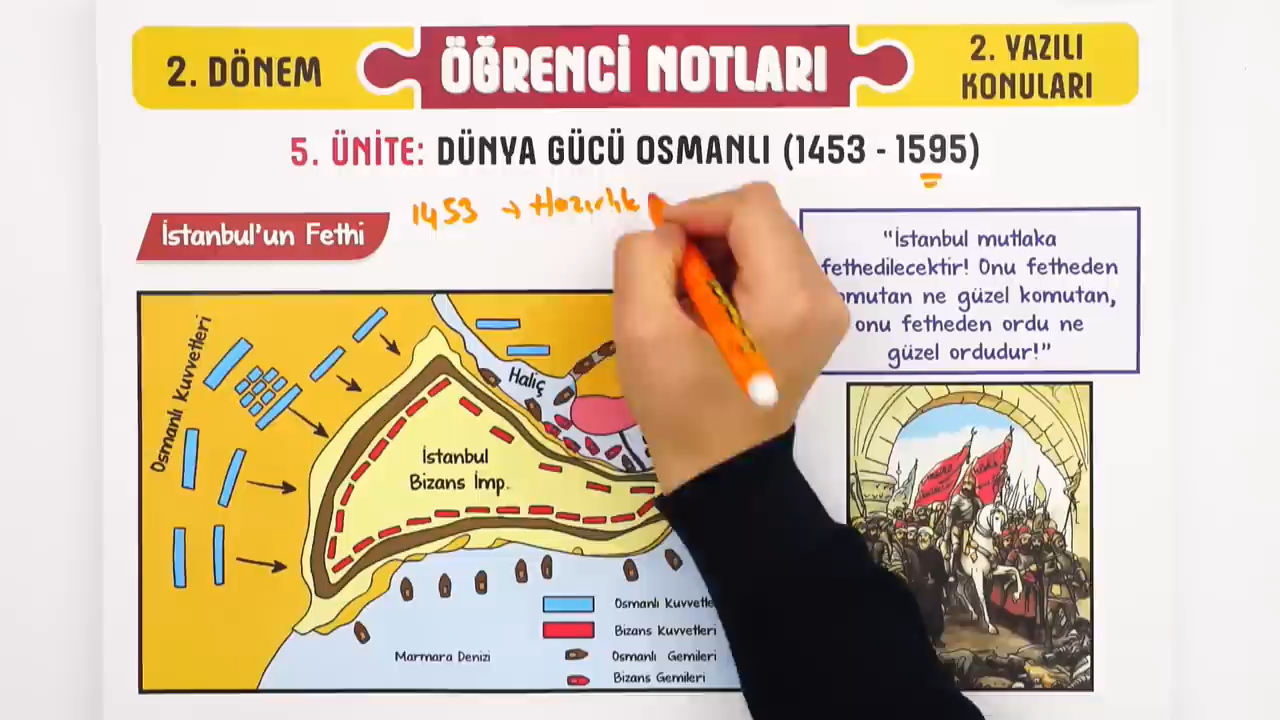 2. DÖNEM
ÖĞRENCİ NOTLARI
2. YAZILI
KONULARI
5. ÜNİTE: DÜNYA GÜCÜ OSMANLI (1453 - 1595)
1453 → Hazırlık
İstanbul'un Fethi
"İstanbul mutlaka
fethedilecektir! Onu fetheden
omutan ne güzel komutan,
onu fetheden ordu ne
güzel ordudur!"
Osmanlı Kuvvetleri
Haliç
İstanbul
Bizans İmp.
Osmanlı Kuvvetle
Bizans Kuvvetleri
Marmara Denizi
Osmanlı Gemileri
Bizans Gemileri